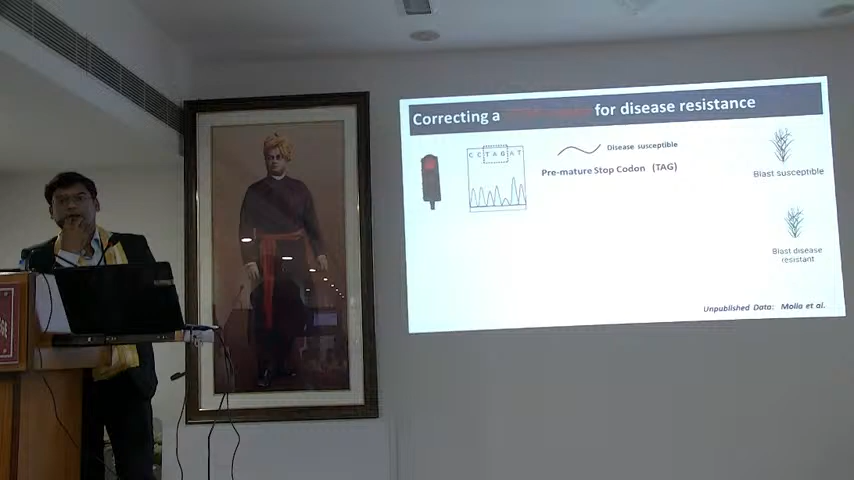 Correcting a for disease resistance
C C T A G A T
Disease susceptible
Pre-mature Stop Codon (TAG)
Blast susceptible
Blast disease
resistant
Unpublished Data: Molla et al.